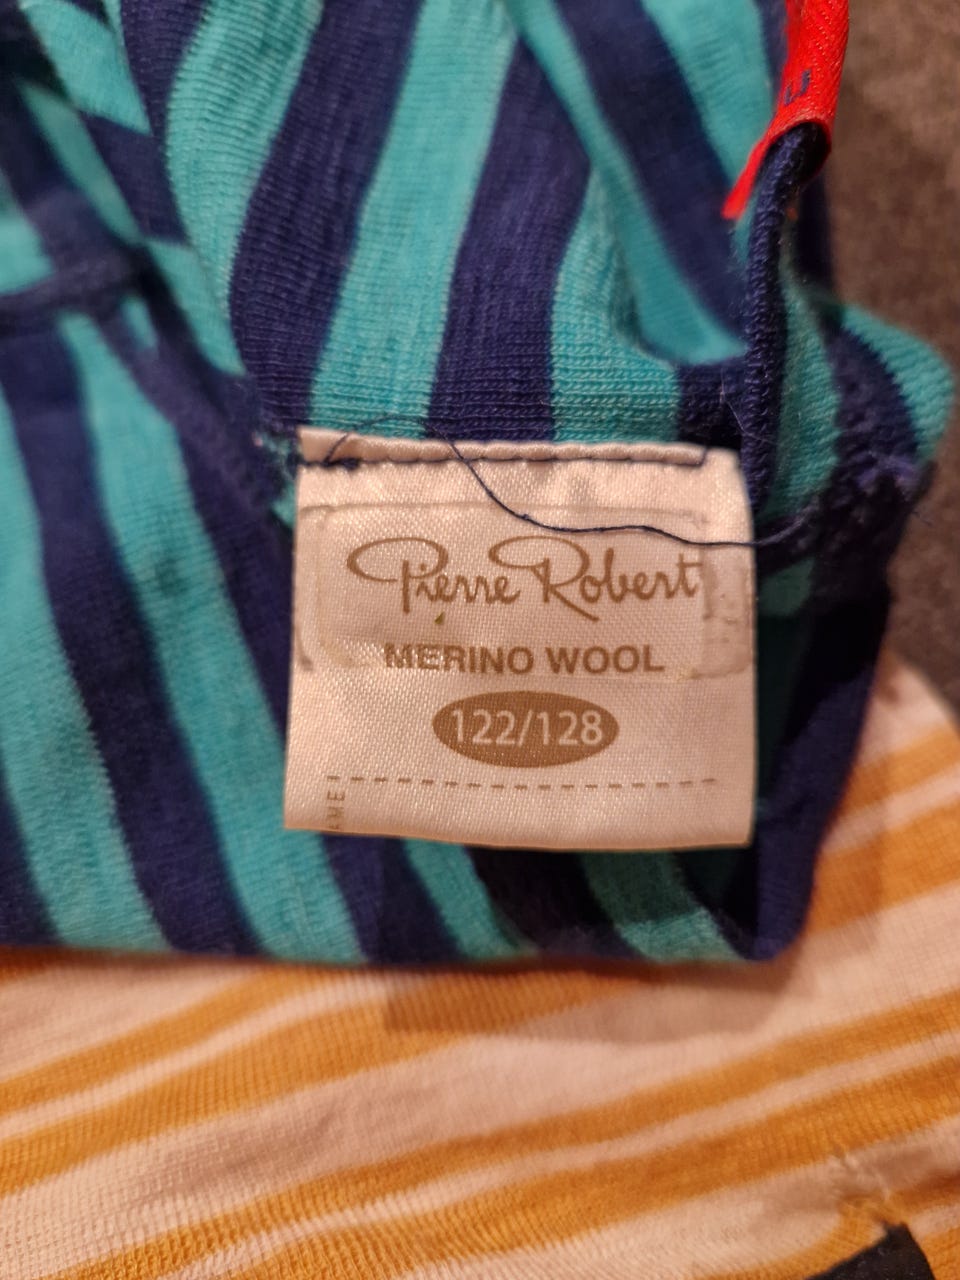 Pierre Robert
MERINO WOOL
122/128